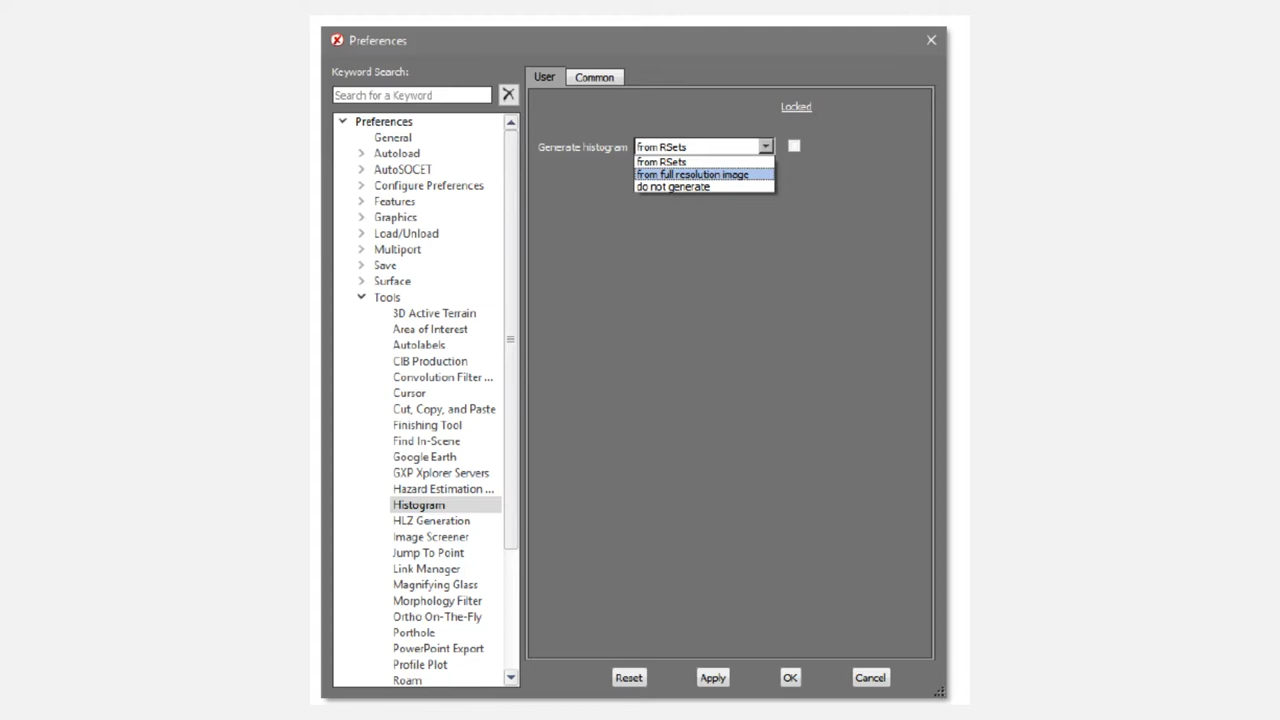 Preferences
Keyword Search:
Search for a Keyword
Preferences
General
Autoload
AutoSOCET
Configure Preferences
Features
Graphics
Load/Unload
Multiport
Save
Surface
Tools
3D Active Terrain
Area of Interest
Autolabels
CIB Production
Convolution Filter ...
Cursor
Cut, Copy, and Paste
Finishing Tool
Find In-Scene
Google Earth
GXP Xplorer Servers
Hazard Estimation ...
Histogram
HLZ Generation
Image Screener
Jump To Point
Link Manager
Magnifying Glass
Morphology Filter
Ortho On-The-Fly
Porthole
PowerPoint Export
Profile Plot
Roam
User Common
Locked
Generate histogram from RSets
from RSets
from full resolution image
do not generate
Reset Apply OK Cancel